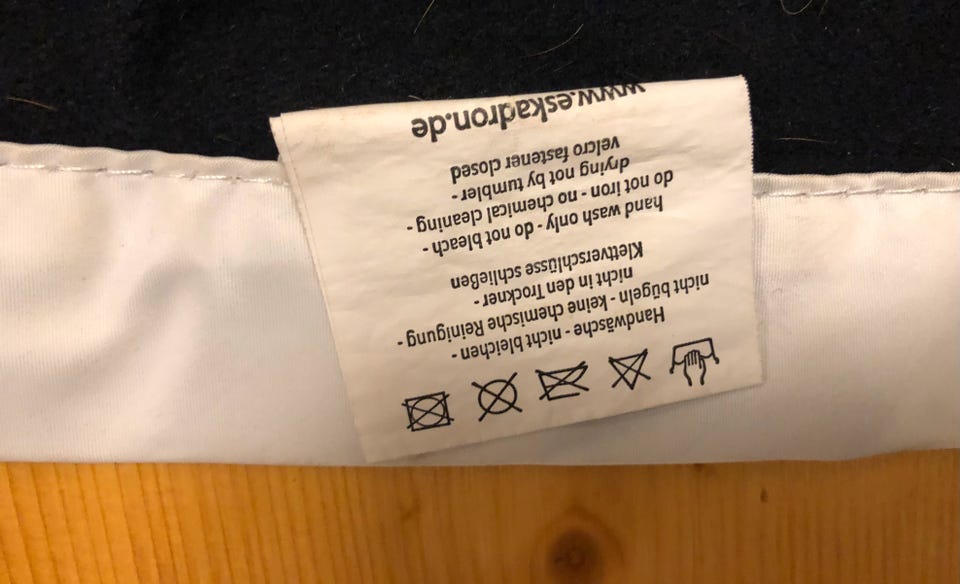 Handwäsche - nicht bleichen -
nicht bügeln - keine chemische Reinigung -
nicht in den Trockner -
Klettverschlüsse schließen
hand wash only - do not bleach -
do not iron - no chemical cleaning -
drying not by tumbler -
velcro fastener closed
www.eskadron.de